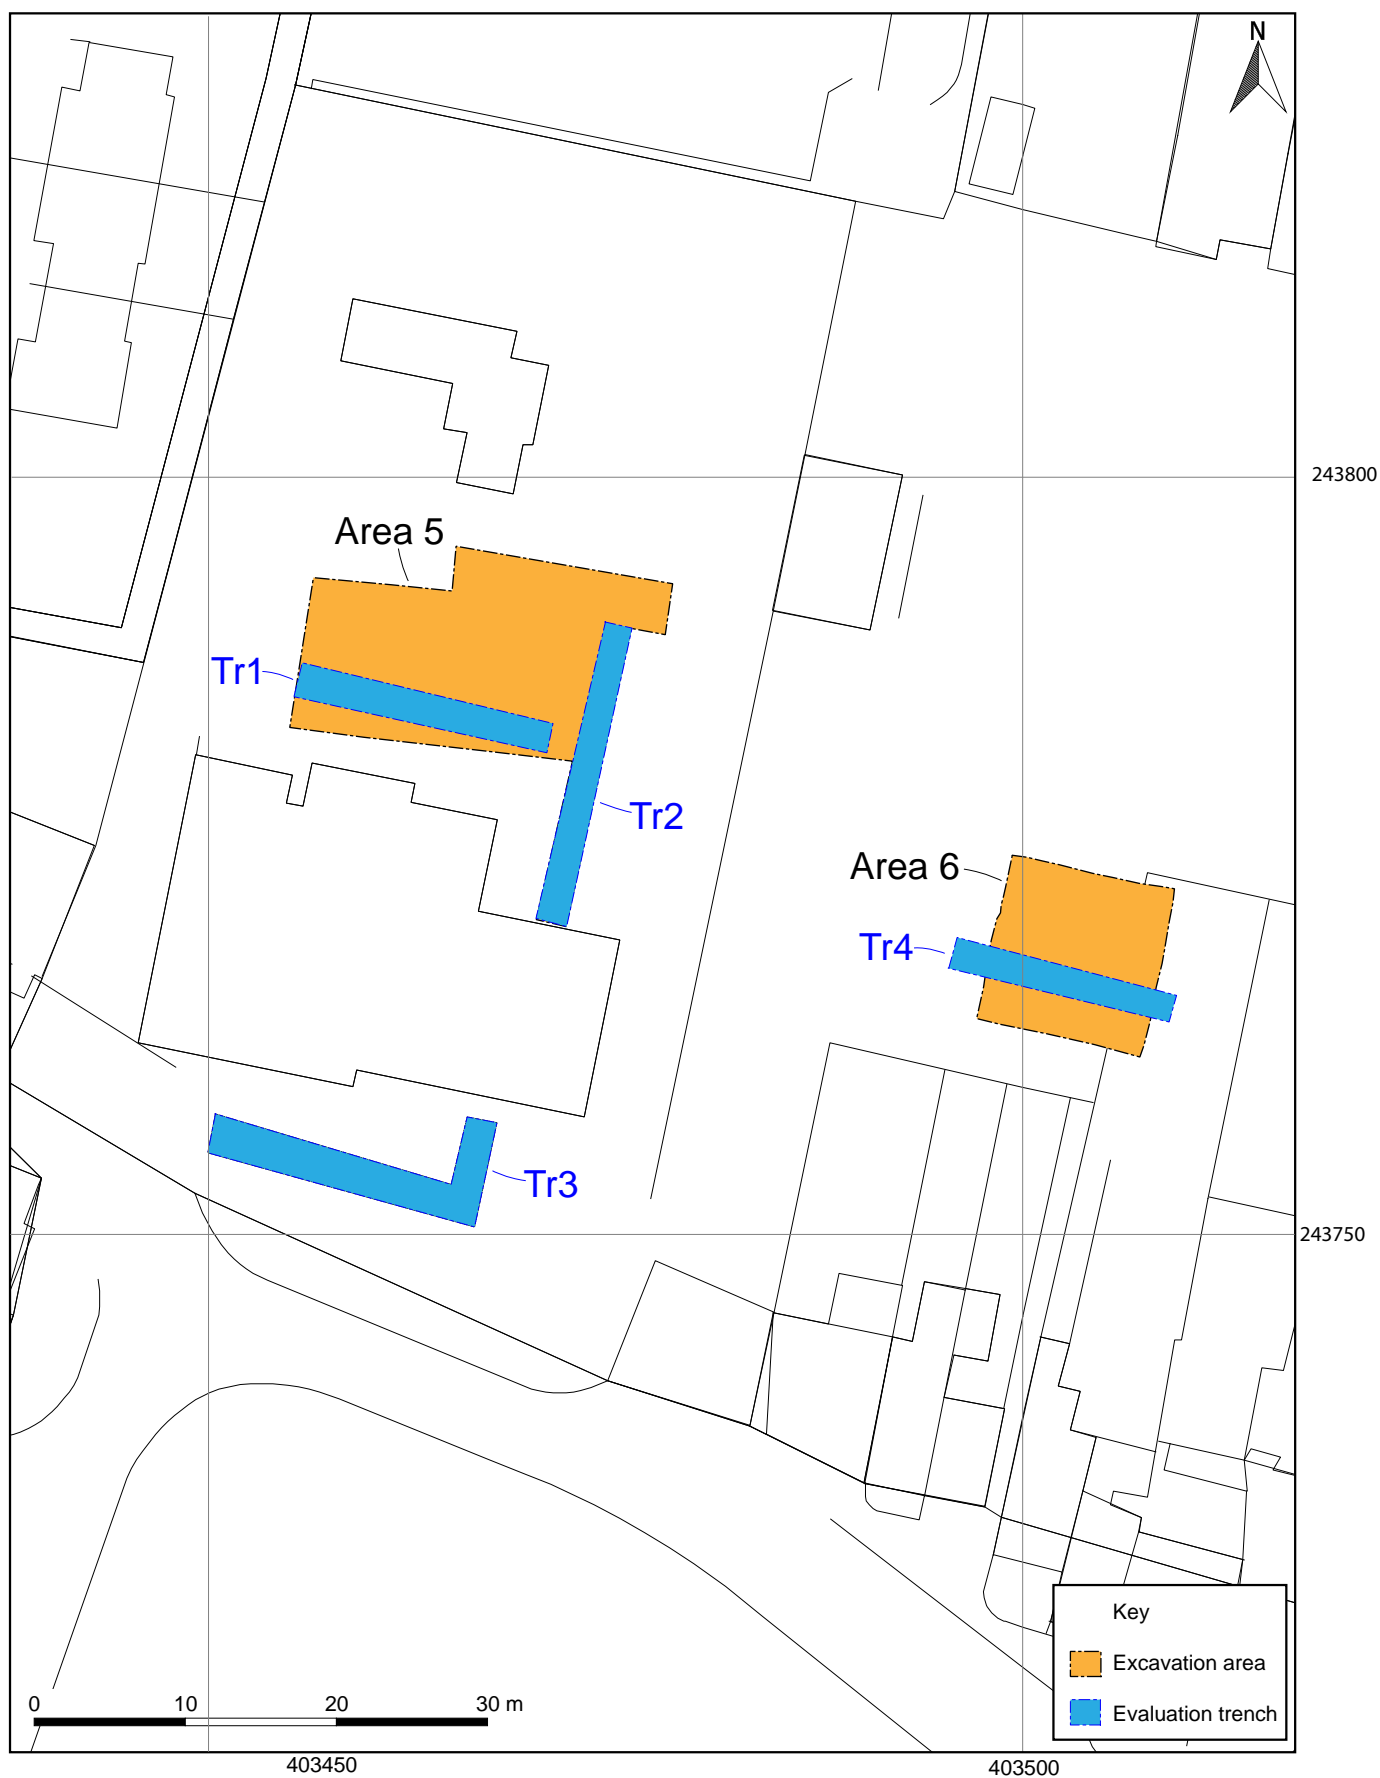 N
243800
Area 5
Tr1
Tr2
Area 6
Tr4
Tr3
243750
Key
Excavation area
Evaluation trench
0 10 20 30 m
403450 403500